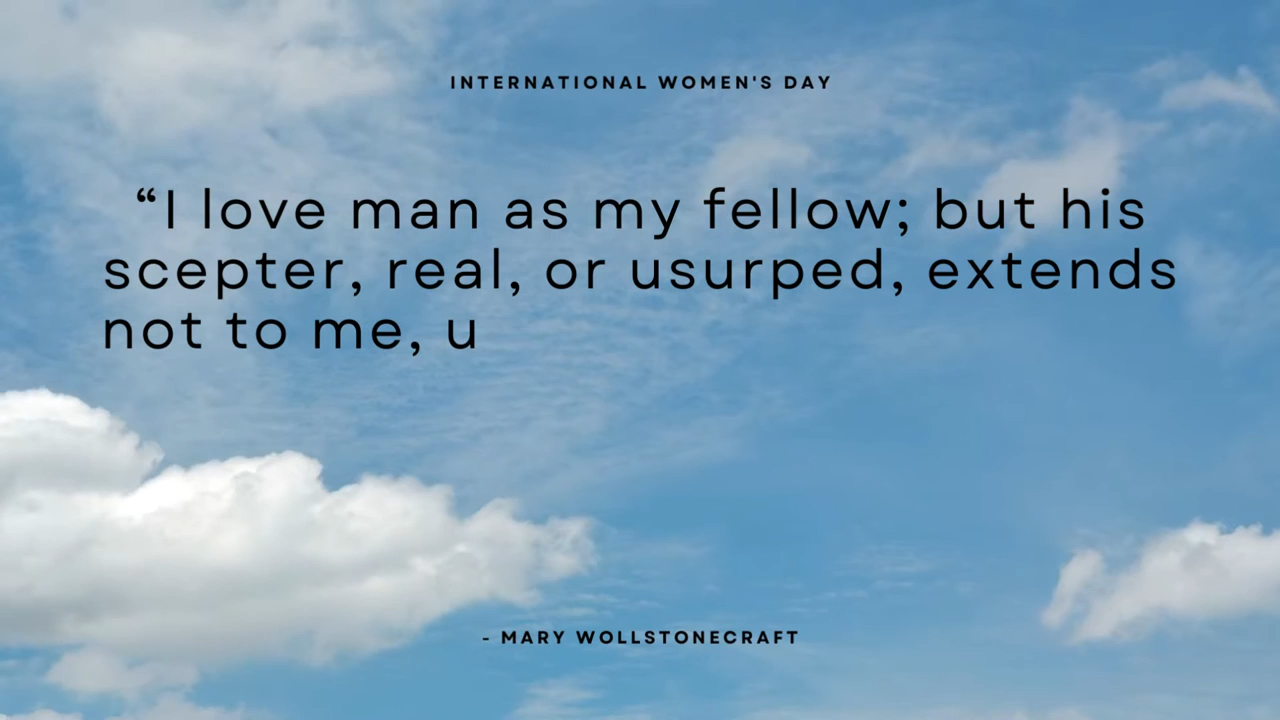 INTERNATIONAL WOMEN'S DAY
“I love man as my fellow; but his
scepter, real, or usurped, extends
not to me, u
- MARY WOLLSTONECRAFT